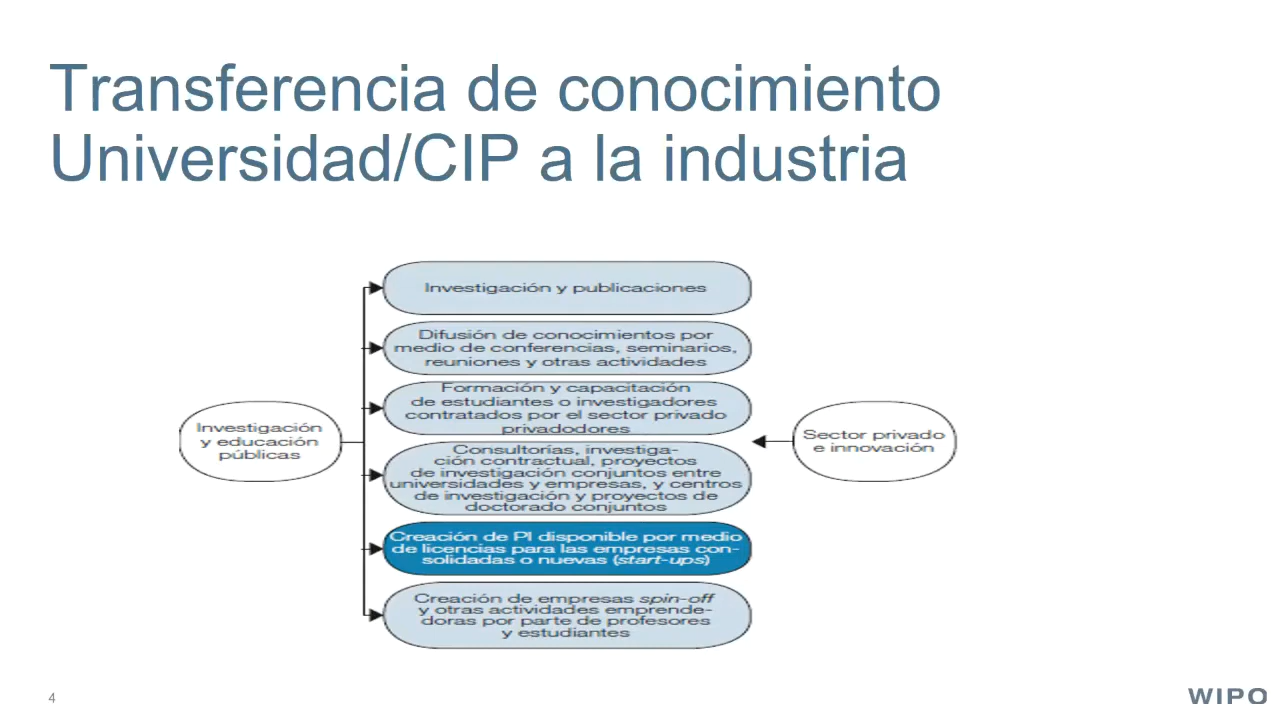 Transferencia de conocimiento
Universidad/CIP a la industria
Investigación y publicaciones
Difusión de conocimientos por
medio de conferencias, seminarios,
reuniones y otras actividades
Formación y capacitación
de estudiantes o investigadores
contratados por el sector privado
privadodores
Investigación
y educación
públicas
Sector privado
e innovación
Consultorías, investiga-
ción contractual, proyectos
de investigación conjuntos entre
universidades y empresas, y centros
de investigación y proyectos de
doctorado conjuntos
Creación de PI disponible por medio
de licencias para las empresas con-
solidadas o nuevas (start-ups)
Creación de empresas spin-off
y otras actividades emprende-
doras por parte de profesores
y estudiantes
4
WIPO